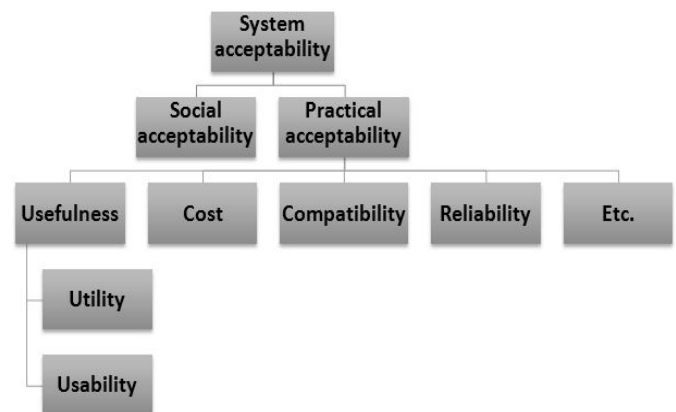 System
acceptability
Social
acceptability
Practical
acceptability
Usefulness
Cost
Compatibility
Reliability
Etc.
Utility
Usability